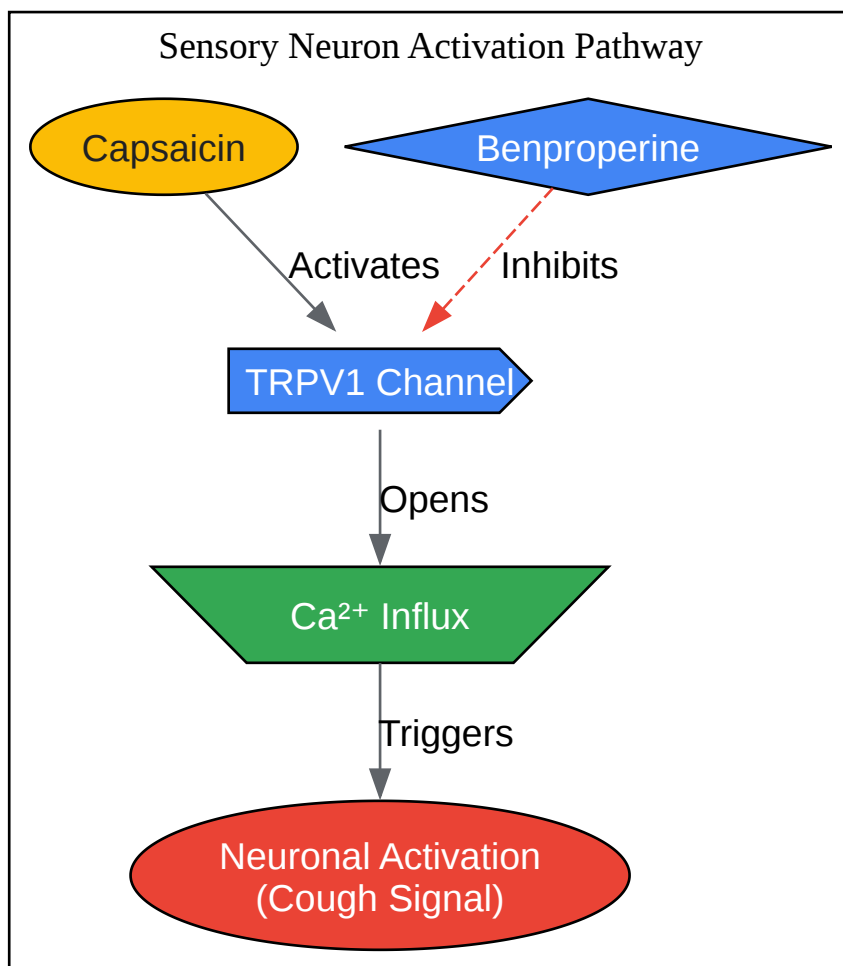 Sensory Neuron Activation Pathway
Capsaicin
Benproperine
Activates
Inhibits
TRPV1 Channel
Opens
Ca²⁺ Influx
Triggers
Neuronal Activation
(Cough Signal)